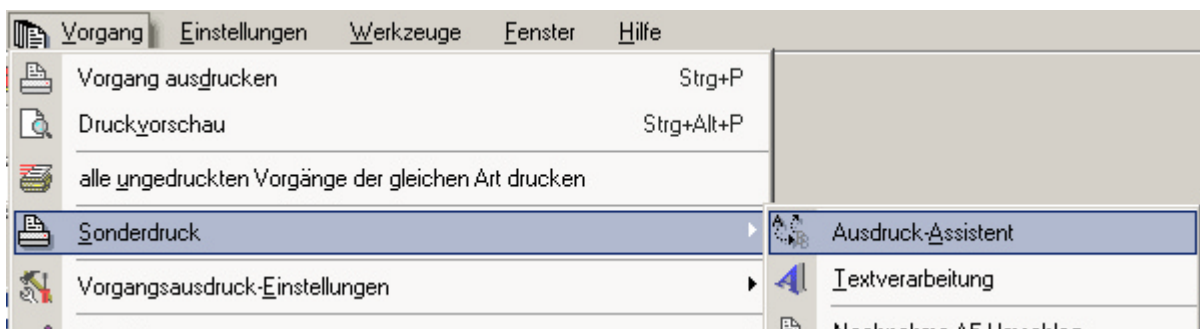 Vorgang Einstellungen Werkzeuge Fenster Hilfe
Vorgang ausdrucken Strg+P
Druckvorschau Strg+Alt+P
alle ungedruckten Vorgänge der gleichen Art drucken
Sonderdruck Ausdruck-Assistent
Vorgangsausdruck-Einstellungen Textverarbeitung